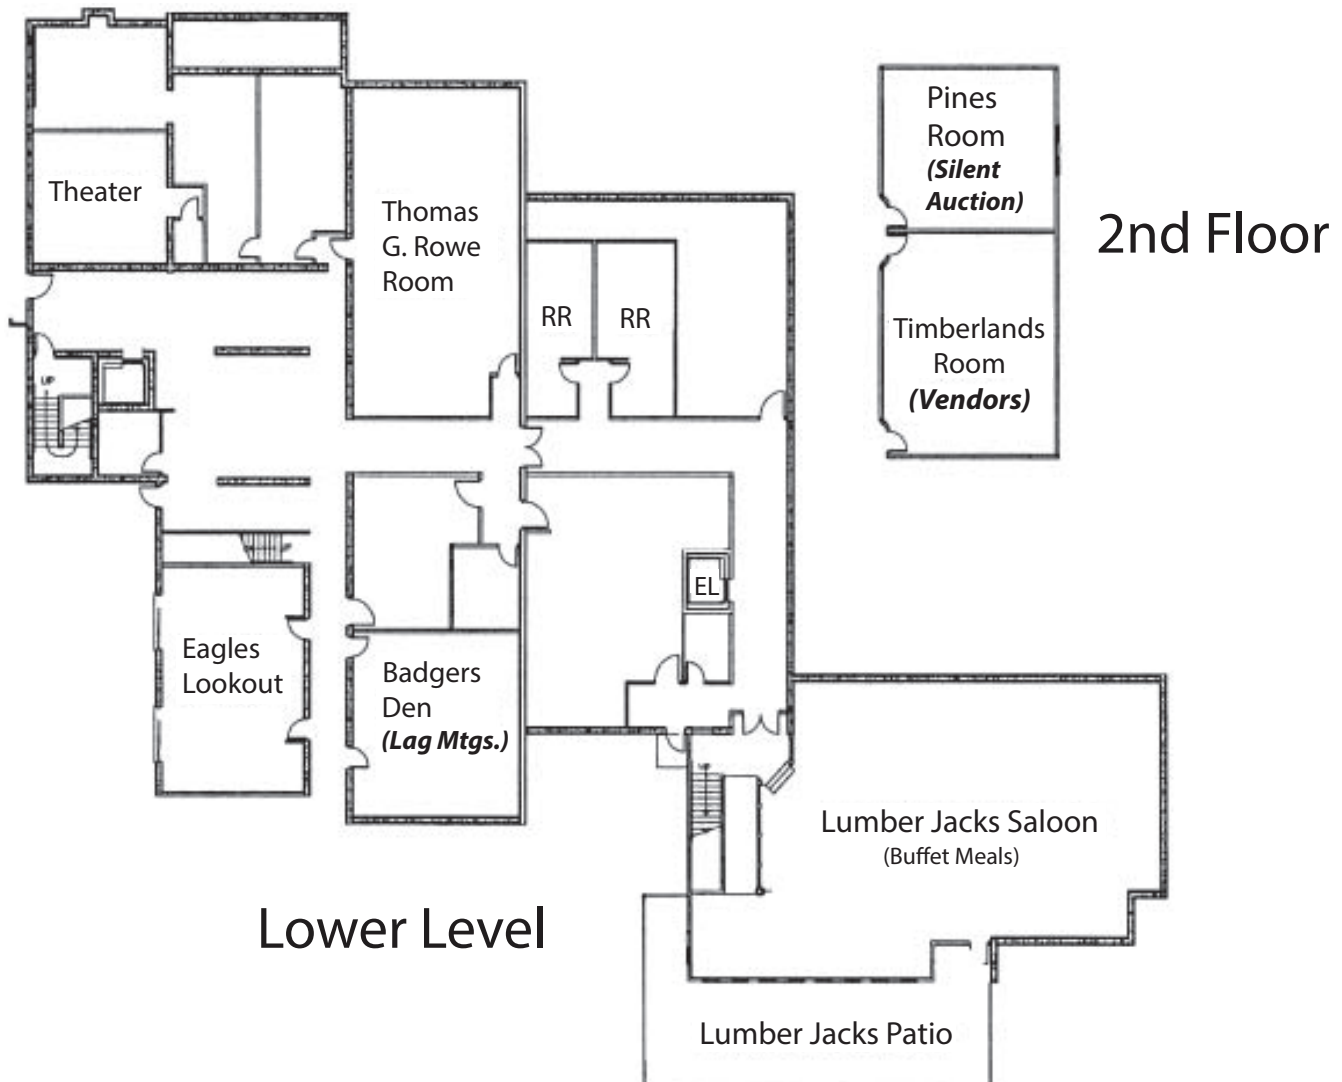 Pines
Room
(Silent
Auction)
2nd Floor
Timberlands
Room
(Vendors)
Theater
Thomas
G. Rowe
Room
RR
RR
UP
EL
Eagles
Lookout
Badgers
Den
(Lag Mtgs.)
UP
Lumber Jacks Saloon
(Buffet Meals)
Lower Level
Lumber Jacks Patio